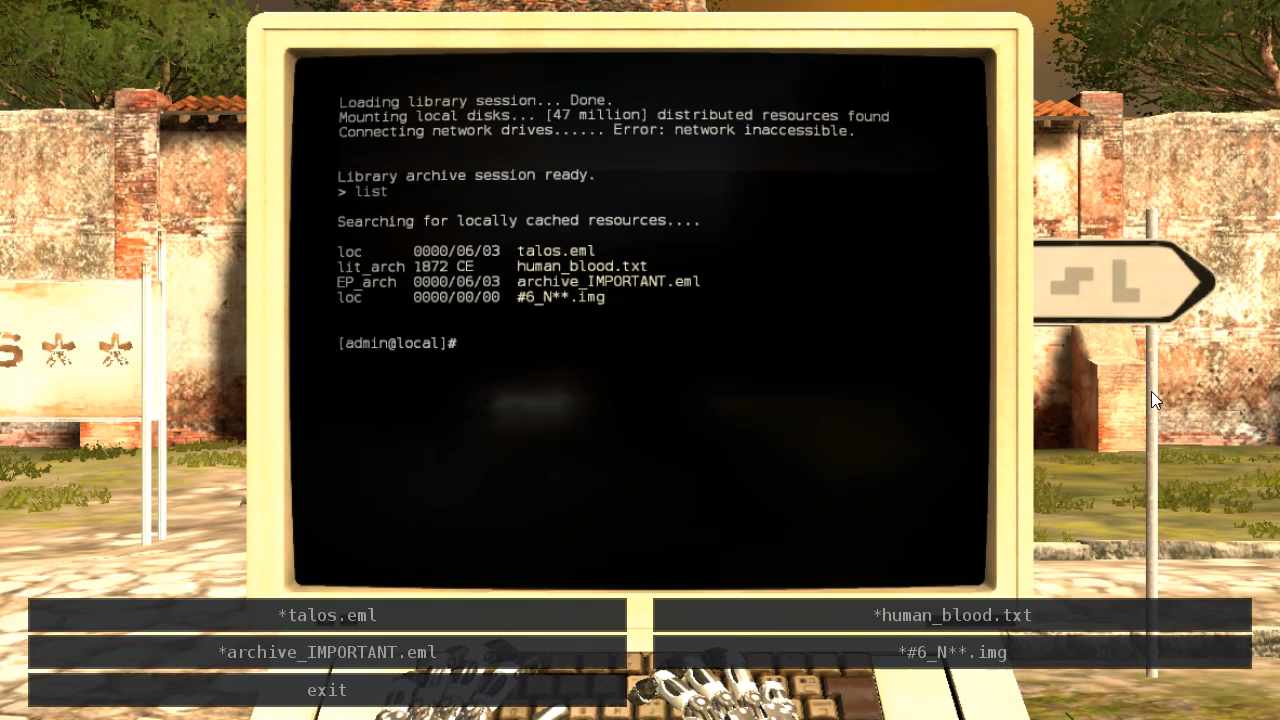 Loading library session... Done.
Mounting local disks... [47 million] distributed resources found
Connecting network drives...... Error: network inaccessible.
Library archive session ready.
> list
Searching for locally cached resources....
loc 0000/06/03 talos.eml
lit_arch 1872 CE human_blood.txt
EP_arch 0000/06/03 archive_IMPORTANT.eml
loc 0000/00/00 #6_N**.img
[admin@local]#
6 * *
*talos.eml *human_blood.txt
*archive_IMPORTANT.eml *#6_N**.img
exit